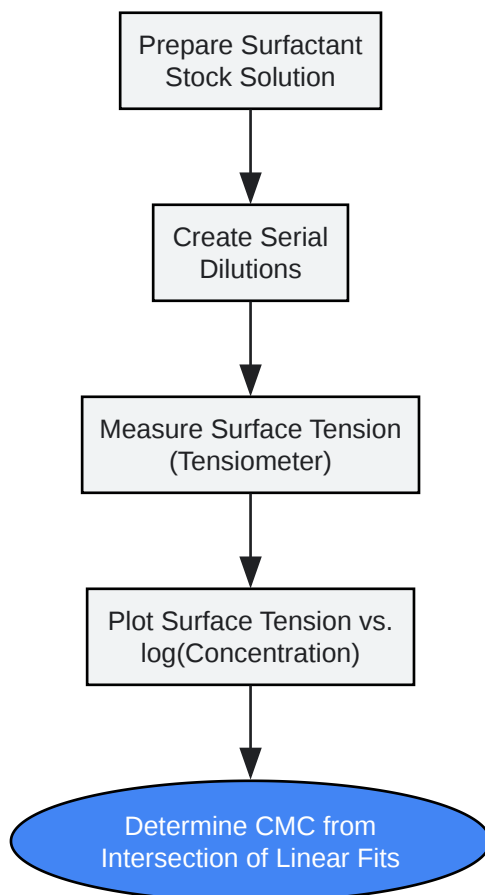 Prepare Surfactant
Stock Solution
Create Serial
Dilutions
Measure Surface Tension
(Tensiometer)
Plot Surface Tension vs.
log(Concentration)
Determine CMC from
Intersection of Linear Fits